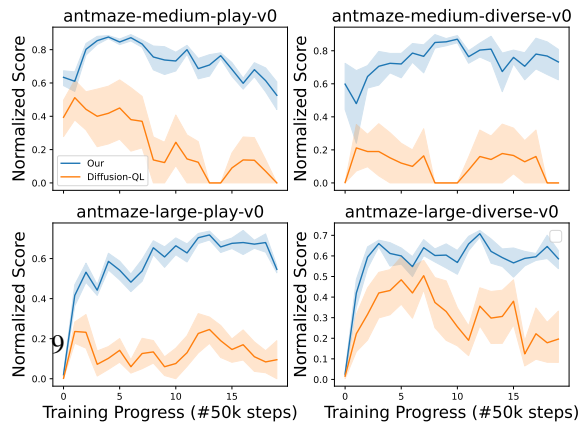 antmaze-medium-play-v0
antmaze-medium-diverse-v0
Normalized Score
0.8
0.6
0.4
0.2
0.0
Our
Diffusion-QL
Normalized Score
0.8
0.6
0.4
0.2
0.0
antmaze-large-play-v0
antmaze-large-diverse-v0
Normalized Score
0.6
0.4
0.2
0.0
9
0
5
10
15
Training Progress (#50k steps)
Normalized Score
0.7
0.6
0.5
0.4
0.3
0.2
0.1
0.0
0
5
10
15
Training Progress (#50k steps)